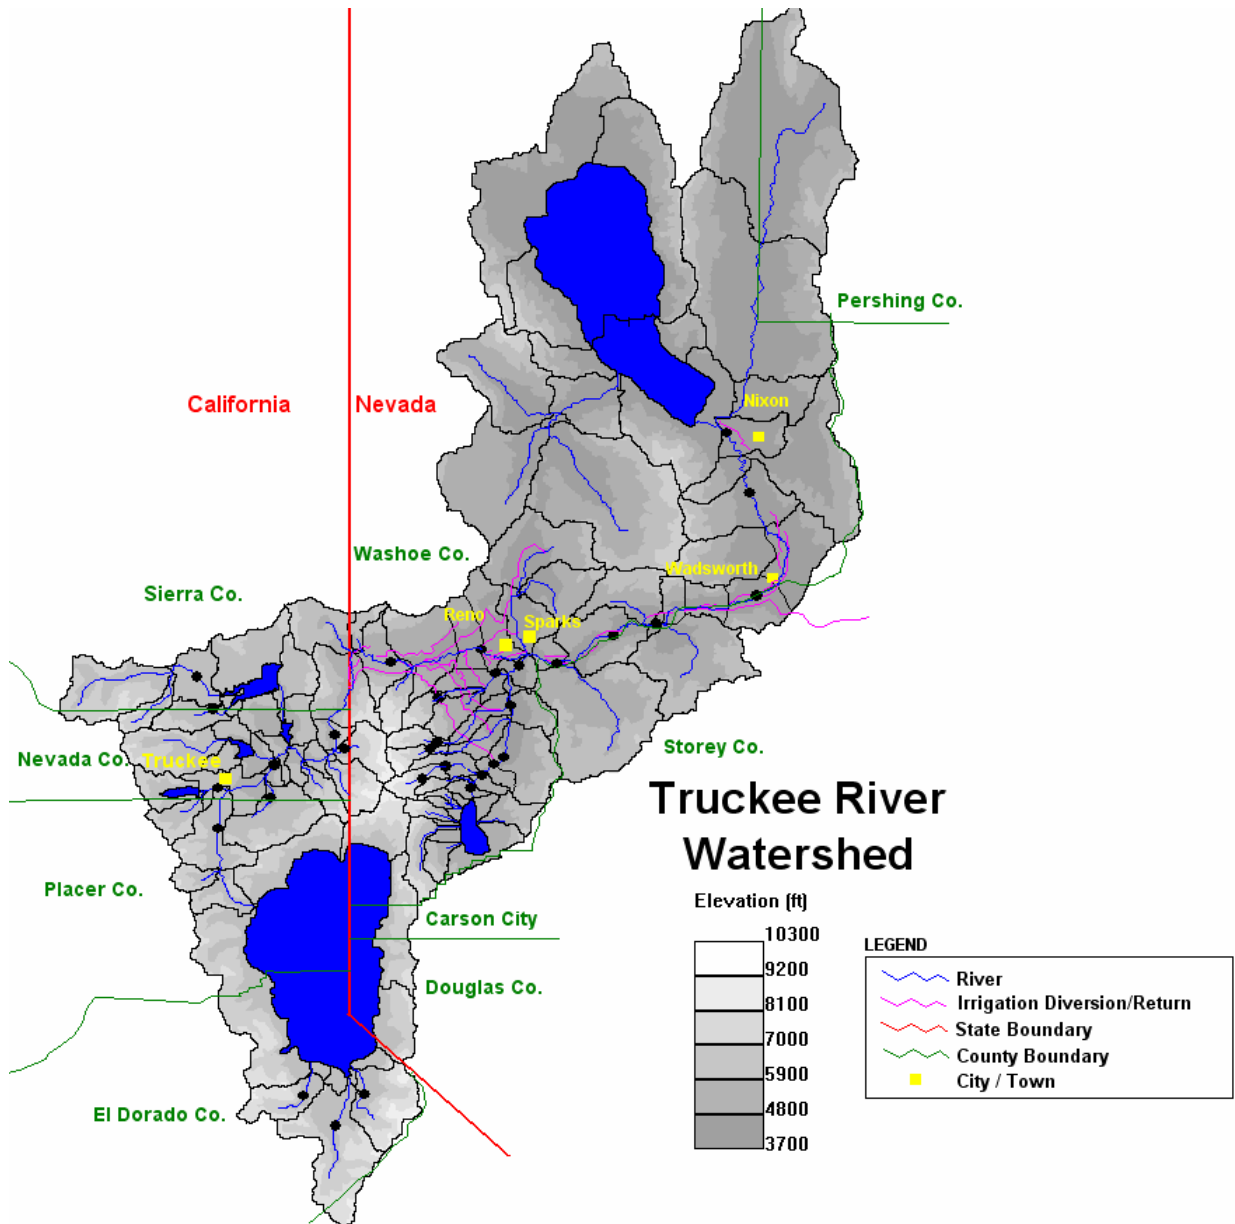 Pershing Co.
California
Nevada
Nixon
Washoe Co.
Wadsworth
Sierra Co.
Reno
Sparks
Nevada Co.
Truckee
Storey Co.
Truckee River
Watershed
Placer Co.
Carson City
Douglas Co.
El Dorado Co.
Elevation (ft)
10300
9200
8100
7000
5900
4800
3700
LEGEND
River
Irrigation Diversion/Return
State Boundary
County Boundary
City / Town